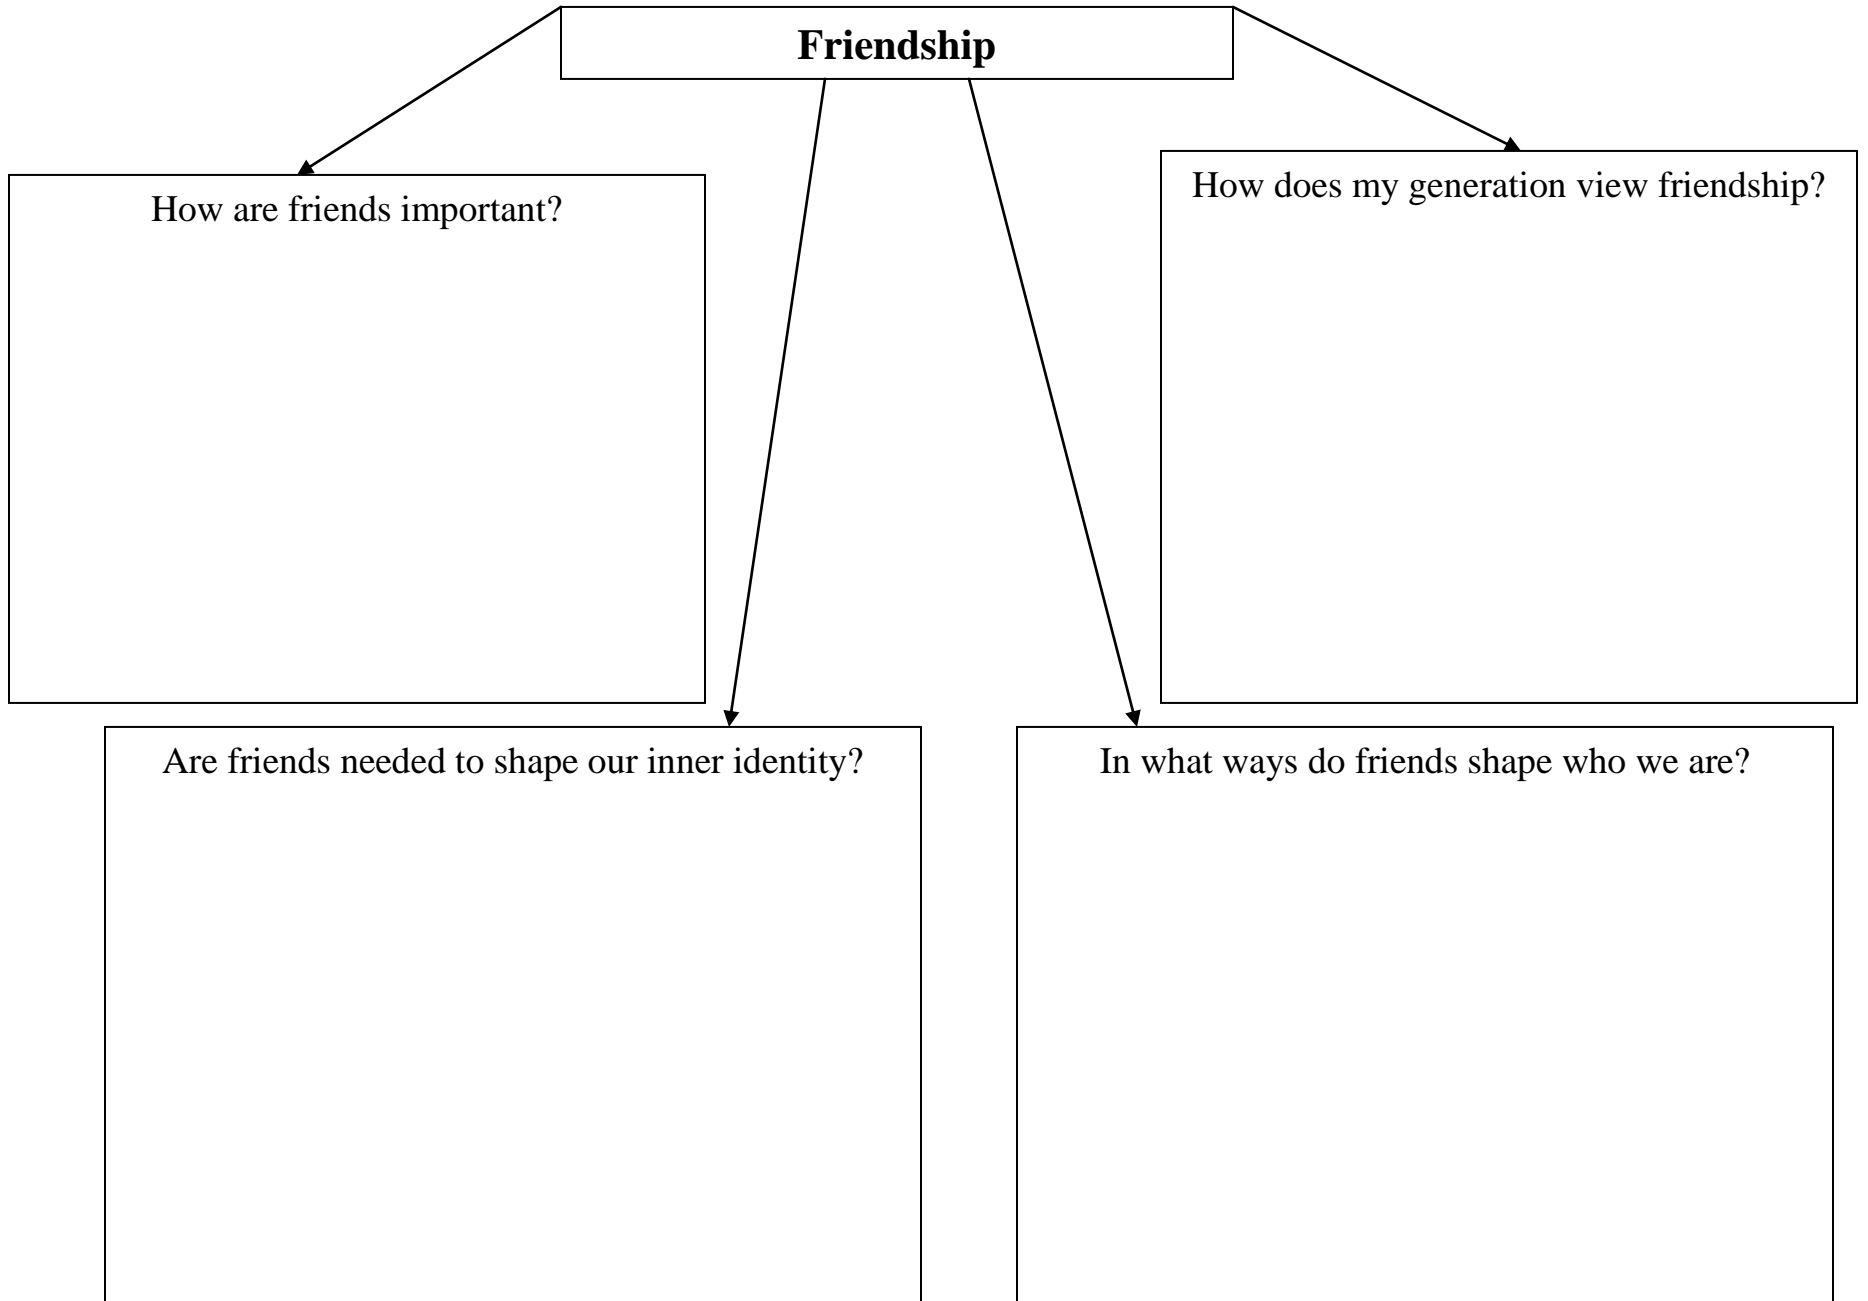 Friendship
How are friends important?
How does my generation view friendship?
Are friends needed to shape our inner identity?
In what ways do friends shape who we are?